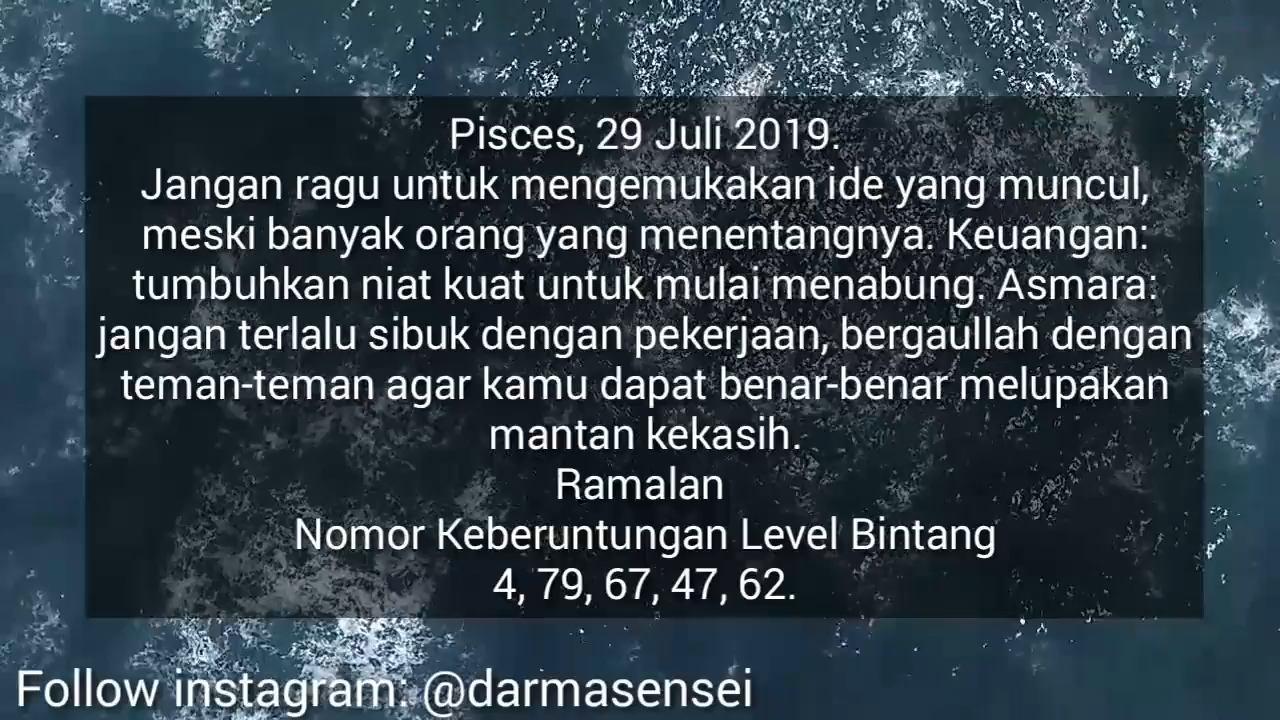 Pisces, 29 Juli 2019.
Jangan ragu untuk mengemukakan ide yang muncul,
meski banyak orang yang menentangnya. Keuangan:
tumbuhkan niat kuat untuk mulai menabung. Asmara:
jangan terlalu sibuk dengan pekerjaan, bergaullah dengan
teman-teman agar kamu dapat benar-benar melupakan
mantan kekasih.
Ramalan
Nomor Keberuntungan Level Bintang
4, 79, 67, 47, 62.
Follow instagram: @darmasensei